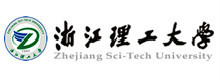 浙江理工大学
Zhejiang Sci-Tech University